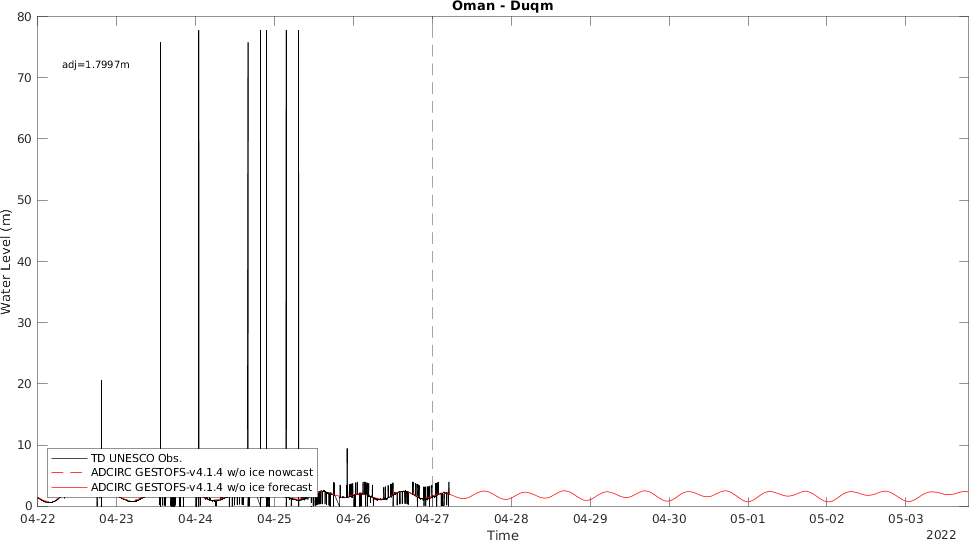 Oman - Duqm
80
70
60
50
40
30
20
10
0
Water Level (m)
adj=1.7997m
TD UNESCO Obs.
ADCIRC GESTOFS-v4.1.4 w/o ice nowcast
ADCIRC GESTOFS-v4.1.4 w/o ice forecast
04-22 04-23 04-24 04-25 04-26 04-27 04-28 04-29 04-30 05-01 05-02 05-03
Time
2022